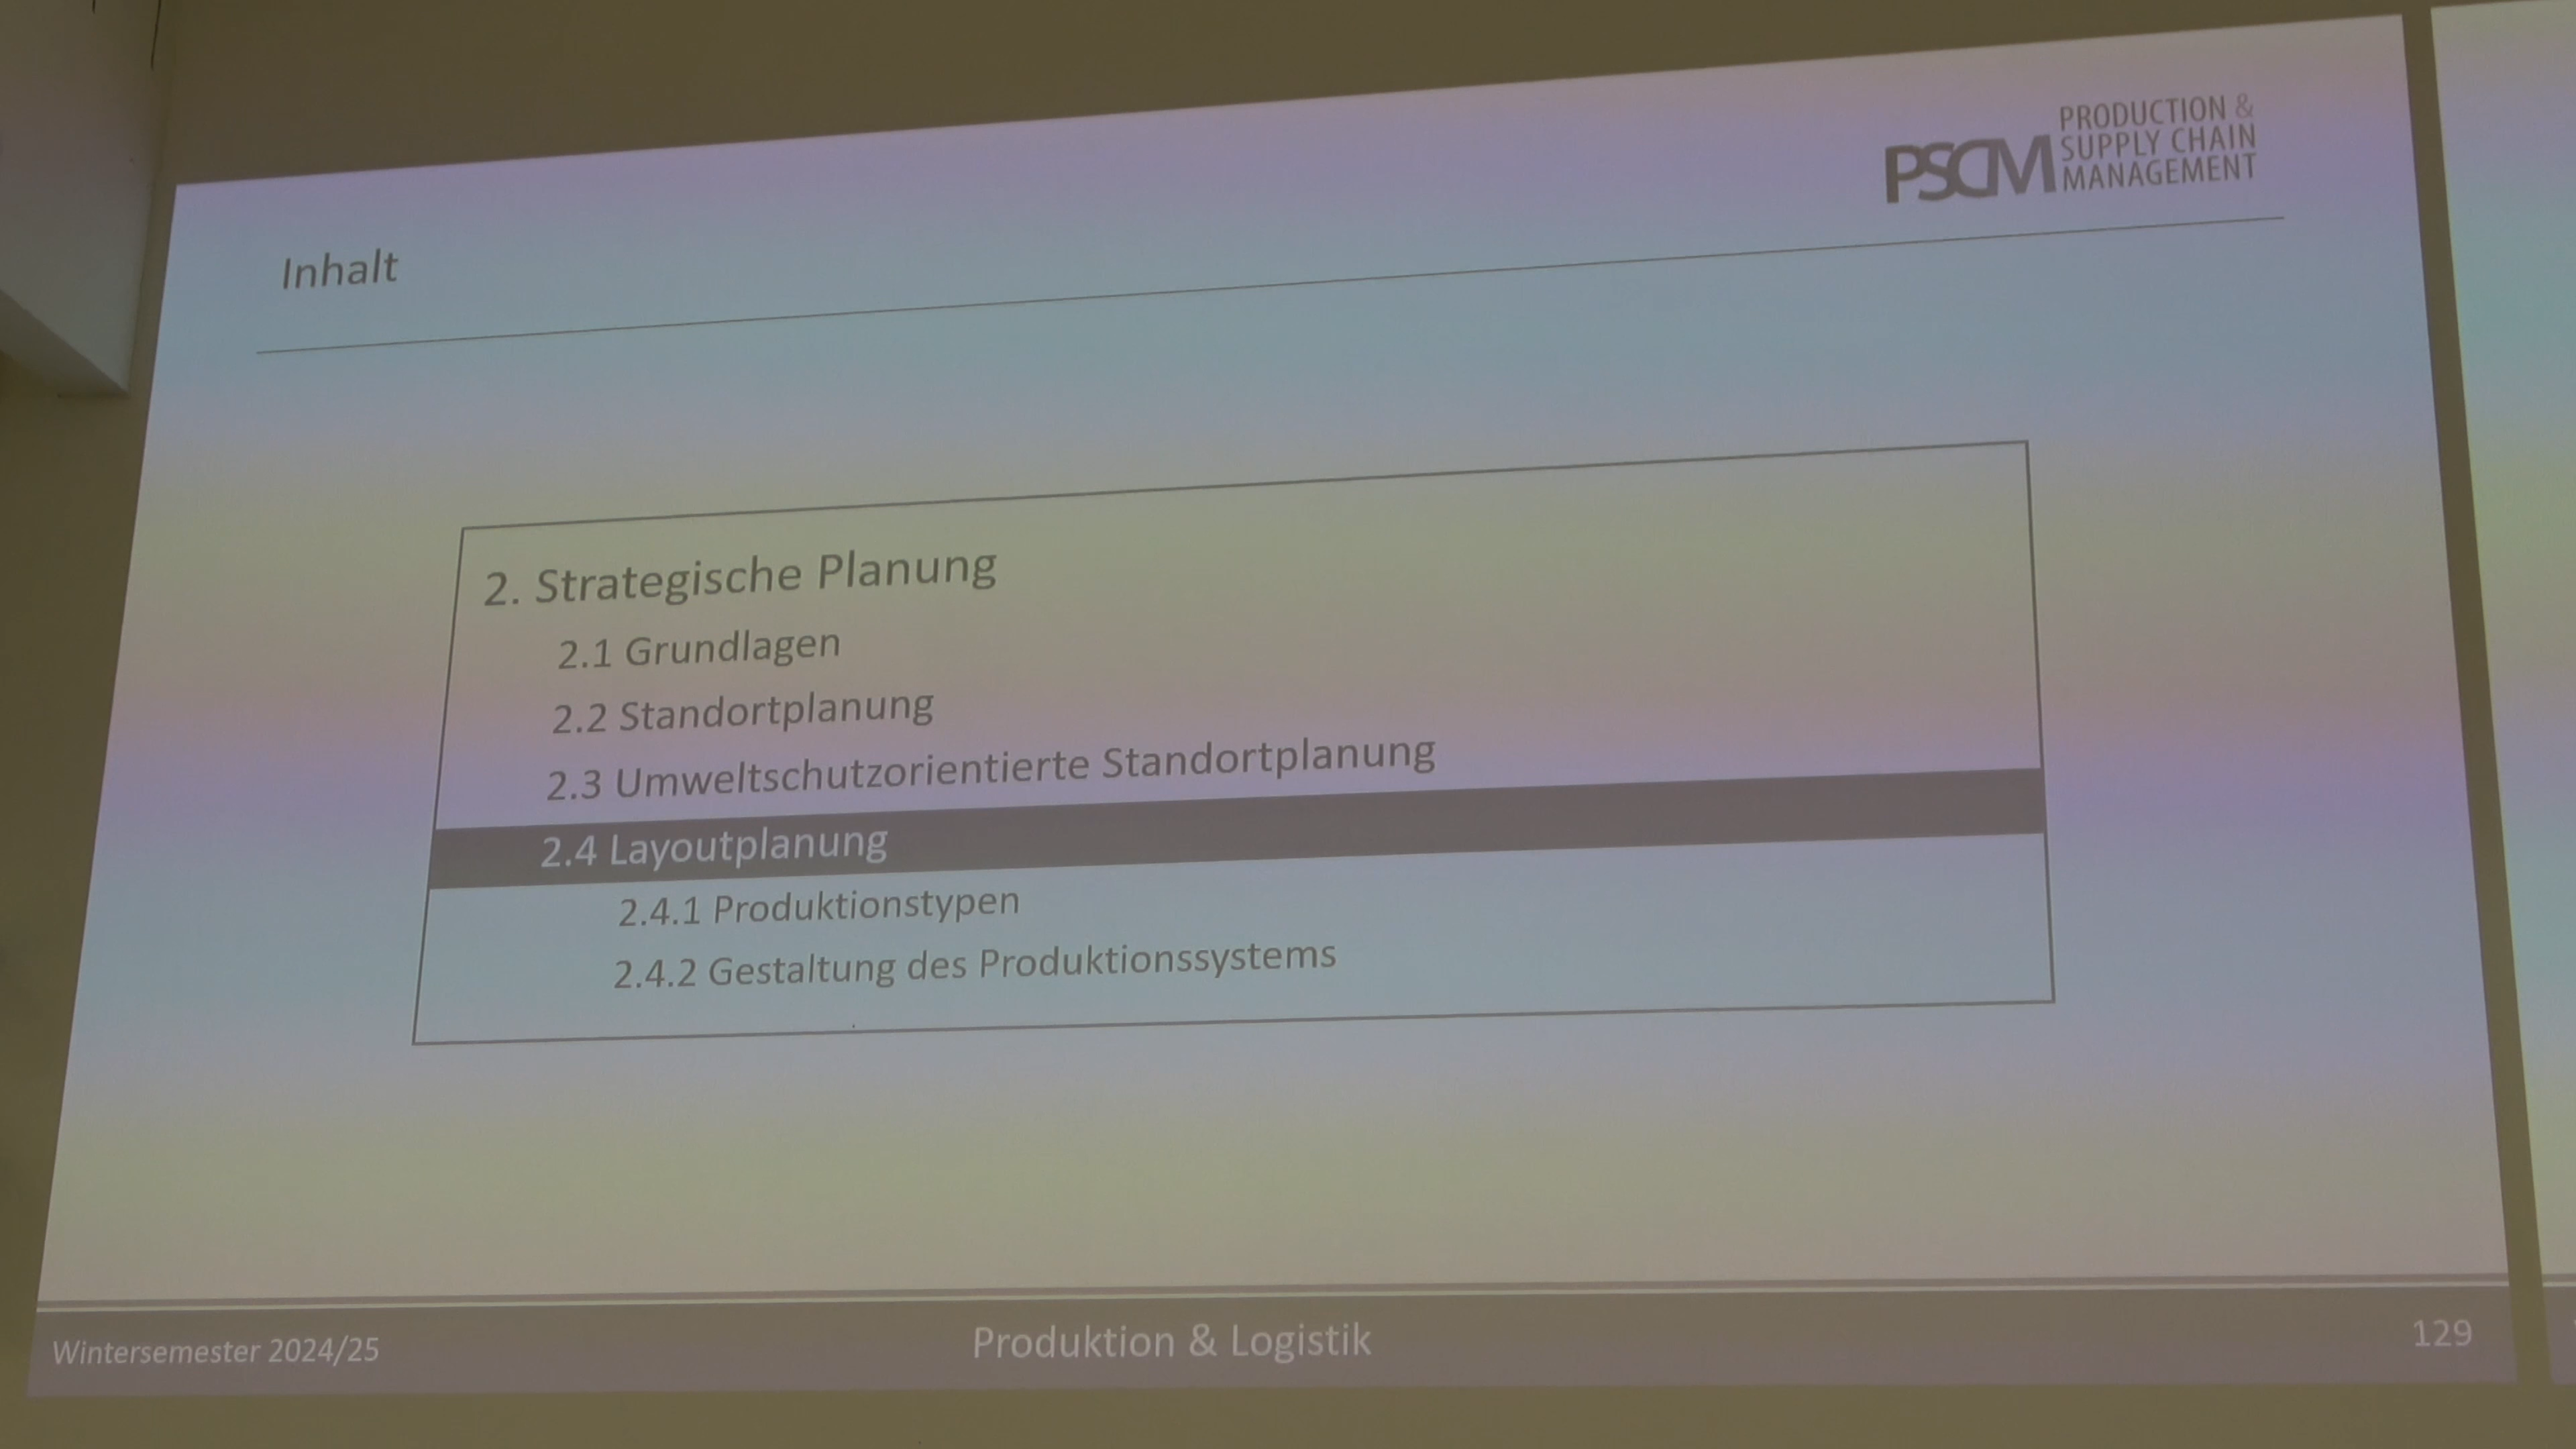 PSCM
PRODUCTION &
SUPPLY CHAIN
MANAGEMENT
Inhalt
2. Strategische Planung
2.1 Grundlagen
2.2 Standortplanung
2.3 Umweltschutzorientierte Standortplanung
2.4 Layoutplanung
2.4.1 Produktionstypen
2.4.2 Gestaltung des Produktionssystems
Wintersemester 2024/25
Produktion & Logistik
129